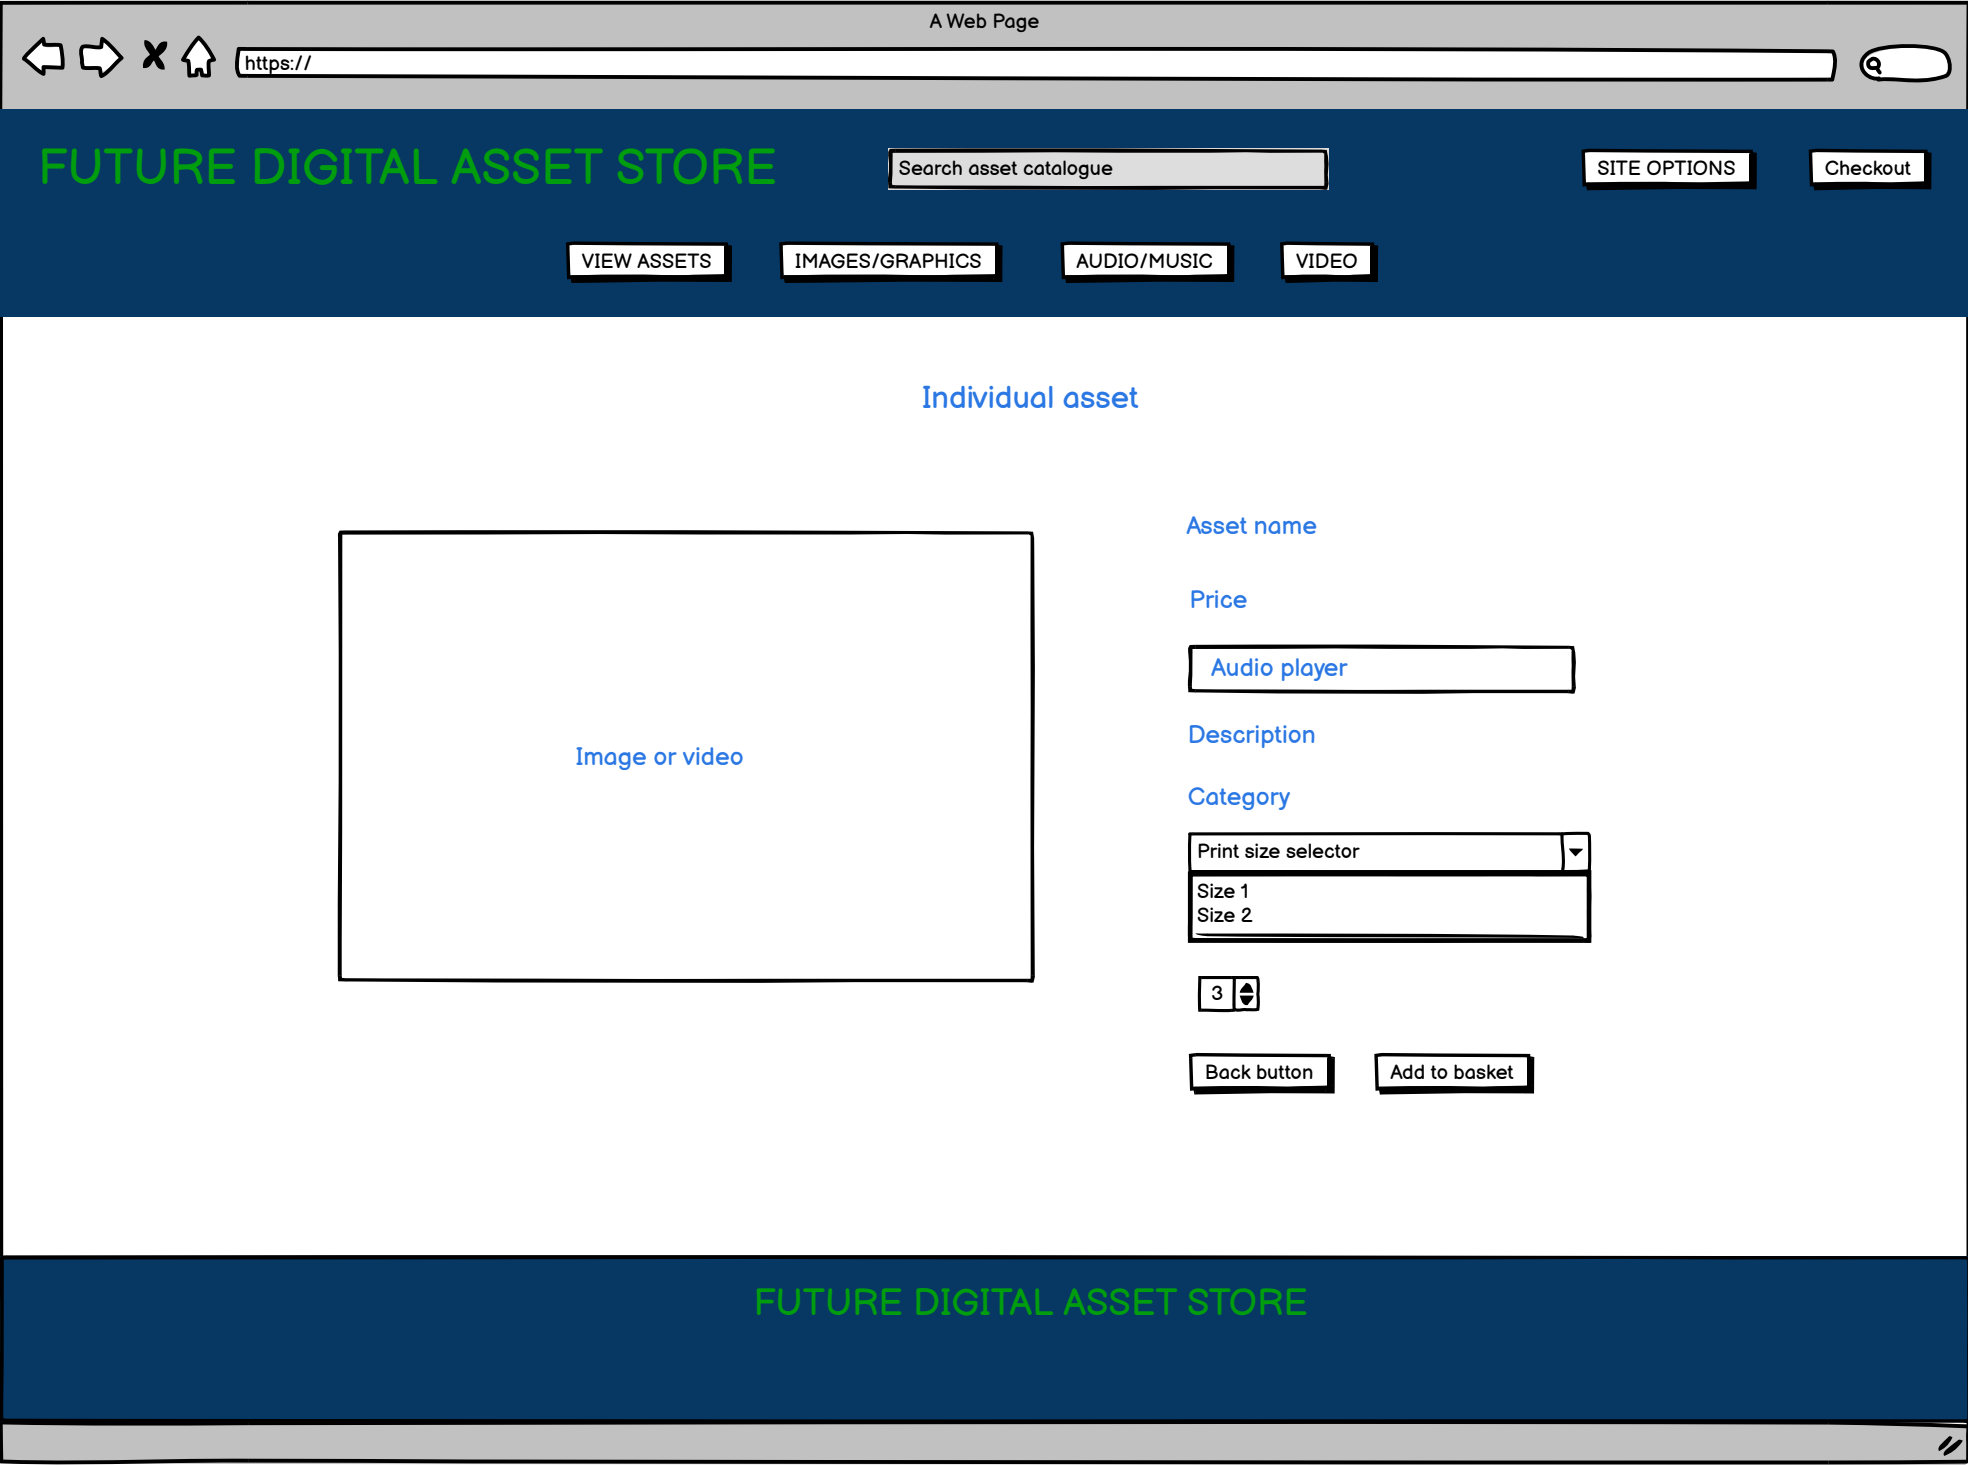 A Web Page
https://
FUTURE DIGITAL ASSET STORE
Search asset catalogue
SITE OPTIONS
Checkout
VIEW ASSETS
IMAGES/GRAPHICS
AUDIO/MUSIC
VIDEO
Individual asset
Image or video
Asset name
Price
Audio player
Description
Category
Print size selector
Size 1
Size 2
3
Back button
Add to basket
FUTURE DIGITAL ASSET STORE